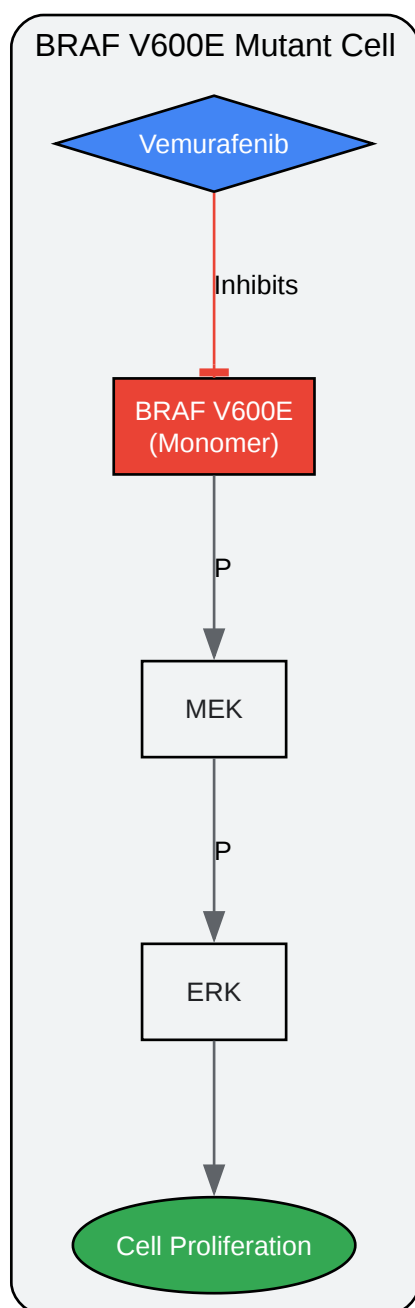 BRAF V600E Mutant Cell
Vemurafenib
Inhibits
BRAF V600E
(Monomer)
P
MEK
P
ERK
Cell Proliferation